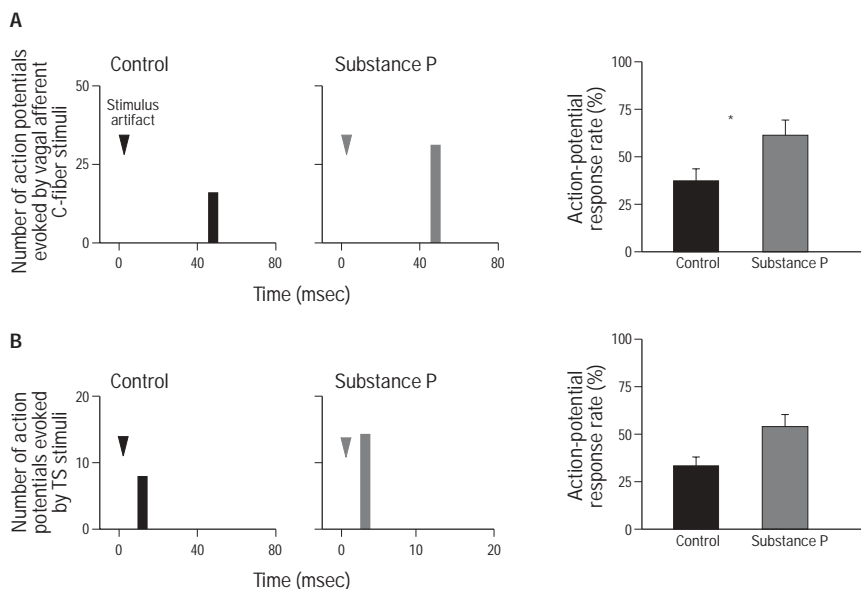 A
Control
Substance P
Number of action potentials
evoked by vagal afferent
C-fiber stimuli
50
25
0
Stimulus
artifact
0
40
80
0
40
80
Time (msec)
Action-potential
response rate (%)
100
75
50
25
0
*
Control
Substance P
B
Control
Substance P
Number of action
potentials evoked
by TS stimuli
20
10
0
0
40
80
0
10
20
Time (msec)
Action-potential
response rate (%)
100
75
50
25
0
Control
Substance P